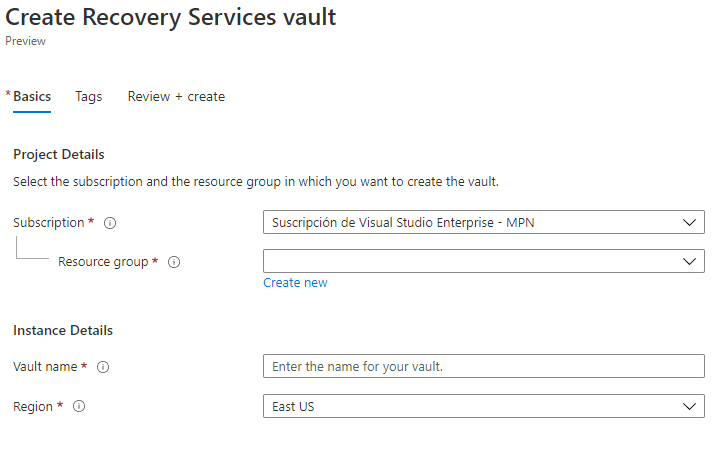 Create Recovery Services vault
Preview
* Basics Tags Review + create
Project Details
Select the subscription and the resource group in which you want to create the vault.
Subscription * Suscripción de Visual Studio Enterprise - MPN
Resource group *
Create new
Instance Details
Vault name * Enter the name for your vault.
Region * East US